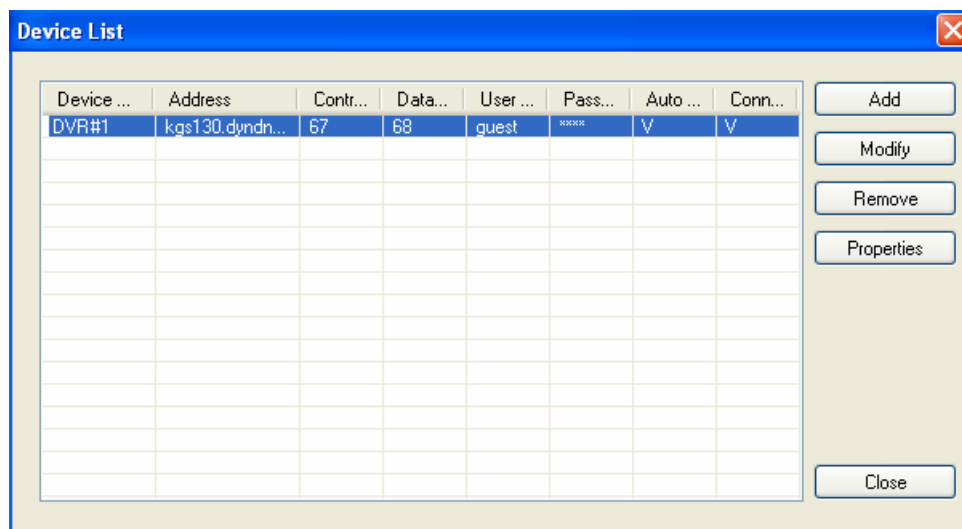 Device List
Device ... Address Contr... Data... User ... Pass... Auto ... Conn... Add
DVR#1 kgs130.dyndn... 67 68 guest **** V V
Modify
Remove
Properties
Close